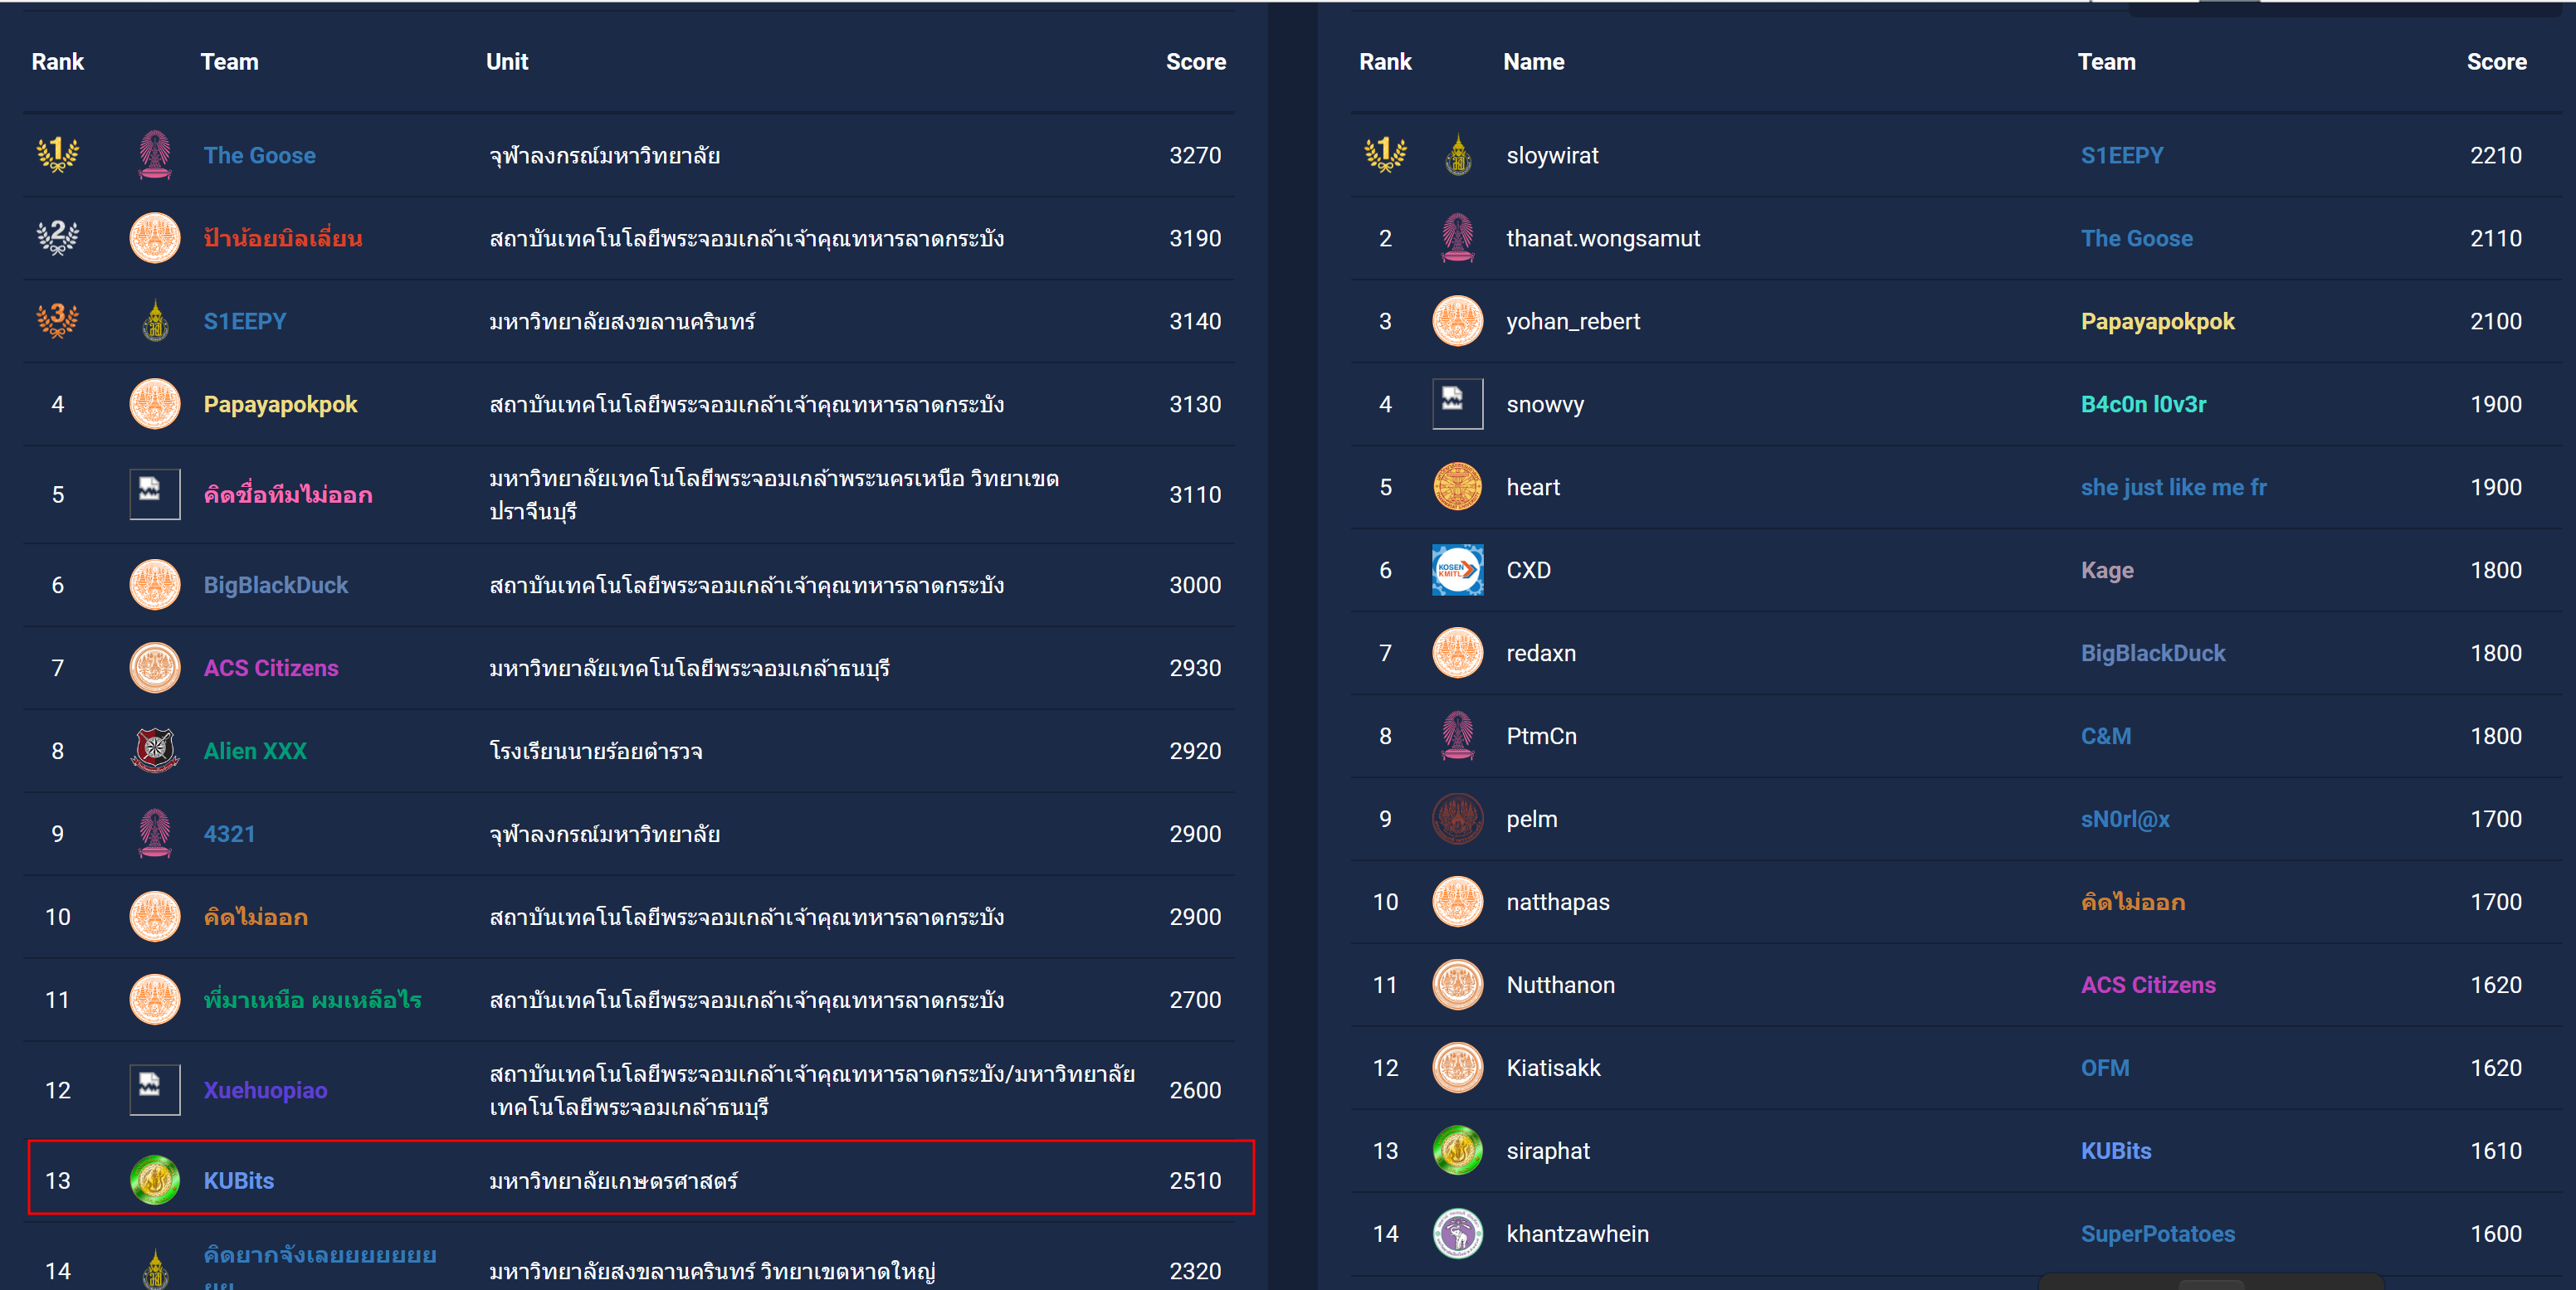 Rank Team Unit Score
1 The Goose จุฬาลงกรณ์มหาวิทยาลัย 3270
2 ป้าน้อยบิลเลี่ยน สถาบันเทคโนโลยีพระจอมเกล้าเจ้าคุณทหารลาดกระบัง 3190
3 S1EEPY มหาวิทยาลัยสงขลานครินทร์ 3140
4 Papayapokpok สถาบันเทคโนโลยีพระจอมเกล้าเจ้าคุณทหารลาดกระบัง 3130
5 คิดชื่อทีมไม่ออก มหาวิทยาลัยเทคโนโลยีพระจอมเกล้าพระนครเหนือ วิทยาเขต
ปราจีนบุรี 3110
6 BigBlackDuck สถาบันเทคโนโลยีพระจอมเกล้าเจ้าคุณทหารลาดกระบัง 3000
7 ACS Citizens มหาวิทยาลัยเทคโนโลยีพระจอมเกล้าธนบุรี 2930
8 Alien XXX โรงเรียนนายร้อยตำรวจ 2920
9 4321 จุฬาลงกรณ์มหาวิทยาลัย 2900
10 คิดไม่ออก สถาบันเทคโนโลยีพระจอมเกล้าเจ้าคุณทหารลาดกระบัง 2900
11 พี่มาเหนือ ผมเหลือไร สถาบันเทคโนโลยีพระจอมเกล้าเจ้าคุณทหารลาดกระบัง 2700
12 Xuehuopiao สถาบันเทคโนโลยีพระจอมเกล้าเจ้าคุณทหารลาดกระบัง/มหาวิทยาลัย
เทคโนโลยีพระจอมเกล้าธนบุรี 2600
13 KUBits มหาวิทยาลัยเกษตรศาสตร์ 2510
14 คิดยากจังเลยยยยยยย มหาวิทยาลัยสงขลานครินทร์ วิทยาเขตหาดใหญ่ 2320
Rank Name Team Score
1 sloywirat S1EEPY 2210
2 thanat.wongsamut The Goose 2110
3 yohan_rebert Papayapokpok 2100
4 snowvy B4c0n l0v3r 1900
5 heart she just like me fr 1900
6 KOSEN KMITL CXD Kage 1800
7 redaxn BigBlackDuck 1800
8 PtmCn C&M 1800
9 pelm sN0rl@x 1700
10 natthapas คิดไม่ออก 1700
11 Nutthanon ACS Citizens 1620
12 Kiatisakk OFM 1620
13 siraphat KUBits 1610
14 khantzawhein SuperPotatoes 1600